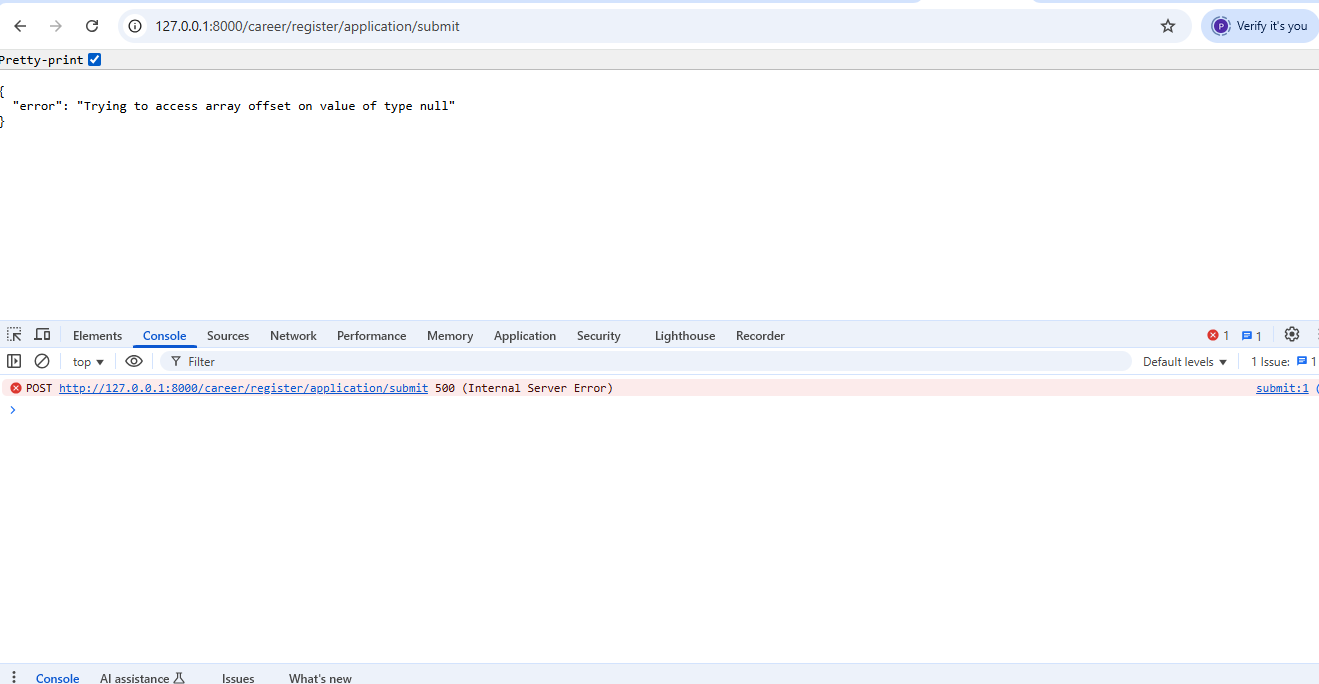 127.0.0.1:8000/career/register/application/submit
P
Verify it's you
Pretty-print
{
"error": "Trying to access array offset on value of type null"
}
Elements Console Sources Network Performance Memory Application Security Lighthouse Recorder 1 1
top Filter Default levels 1 Issue: 1
POST http://127.0.0.1:8000/career/register/application/submit 500 (Internal Server Error) submit:1 (
>
Console AI assistance Issues What's new